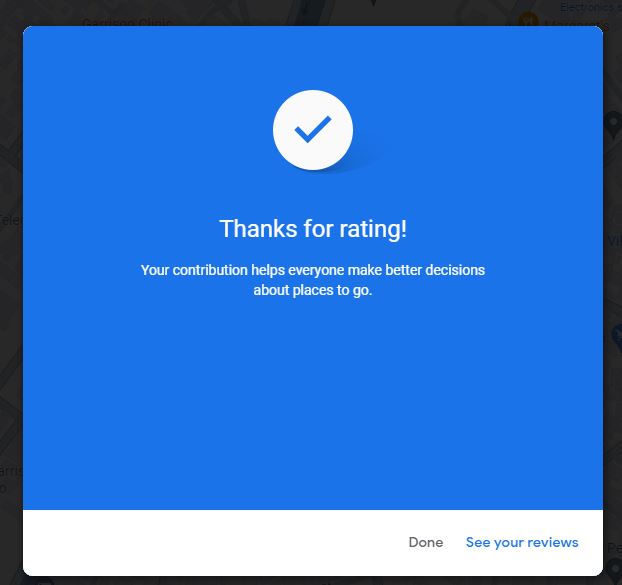 Garrison Clinic
Electronics
Margaret's
Thanks for rating!
Your contribution helps everyone make better decisions
about places to go.
Done
See your reviews